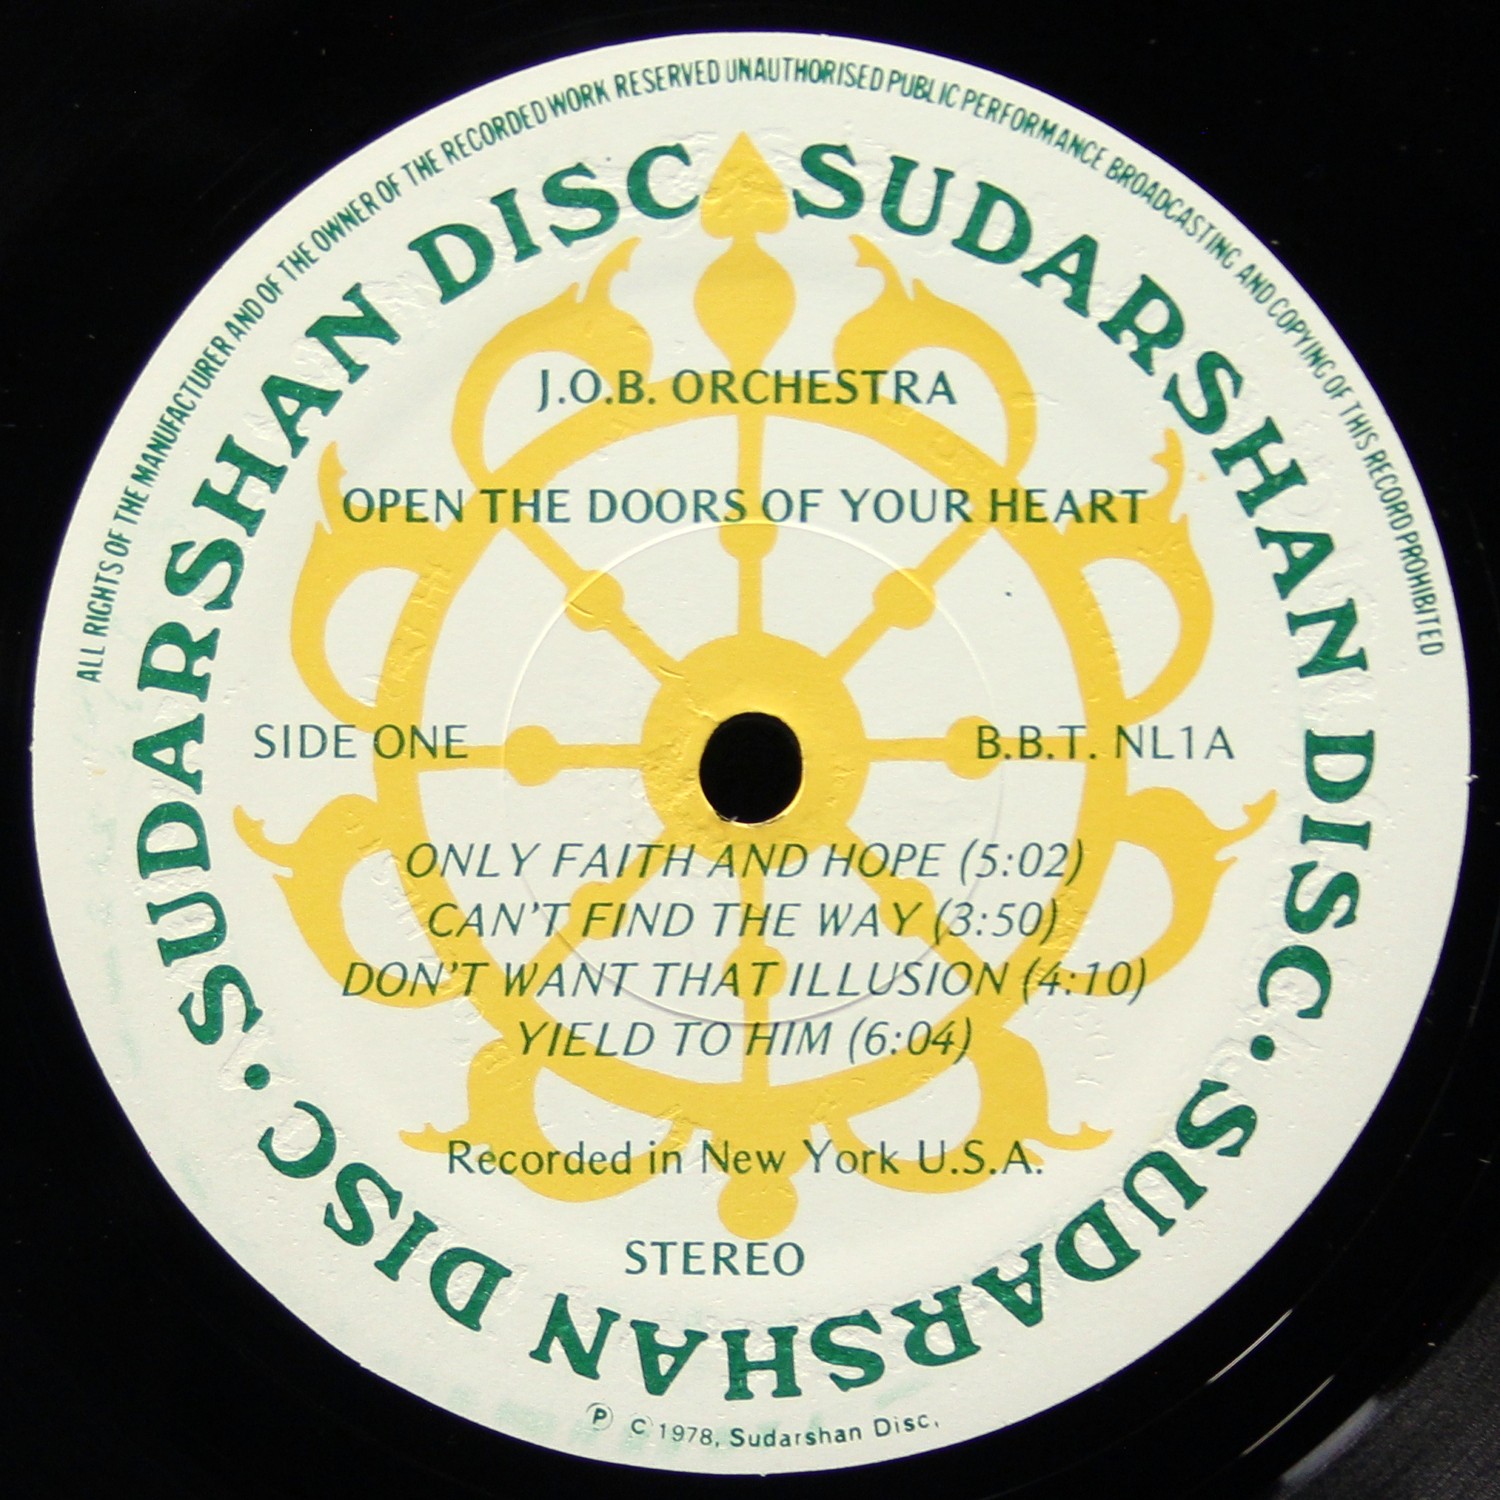 ALL RIGHTS OF THE MANUFACTURER AND OF THE OWNER OF THE RECORDED WORK RESERVED UNAUTHORISED PUBLIC PERFORMANCE BROADCASTING AND COPYING OF THIS RECORD PROHIBITED
SUDARSHAN DISC SUDARSHAN DISC. SUDARSHAN DISC.
J.O.B. ORCHESTRA
OPEN THE DOORS OF YOUR HEART
SIDE ONE
B.B.T. NL1A
ONLY FAITH AND HOPE (5:02)
CAN'T FIND THE WAY (3:50)
DON'T WANT THAT ILLUSION (4:10)
YIELD TO HIM (6:04)
Recorded in New York U.S.A.
STEREO
Ⓟ © 1978, Sudarshan Disc,